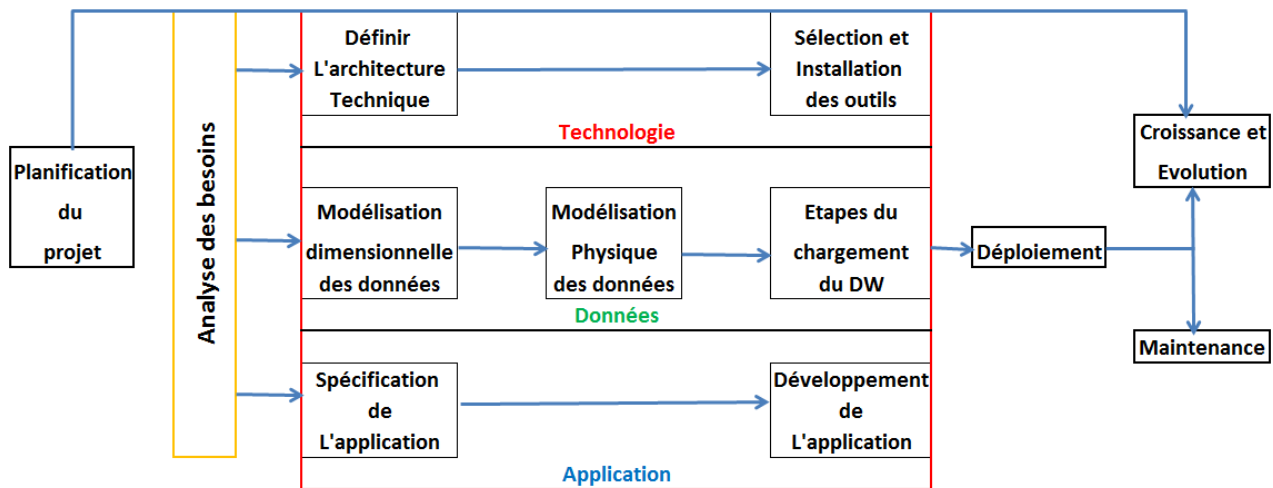 Planification
du
projet
Analyse des besoins
Définir
L'architecture
Technique
Sélection et
Installation
des outils
Technologie
Modélisation
dimensionnelle
des données
Modélisation
Physique
des données
Etapes du
chargement
du DW
Données
Spécification
de
L'application
Développement
de
L'application
Application
Déploiement
Croissance et
Evolution
Maintenance